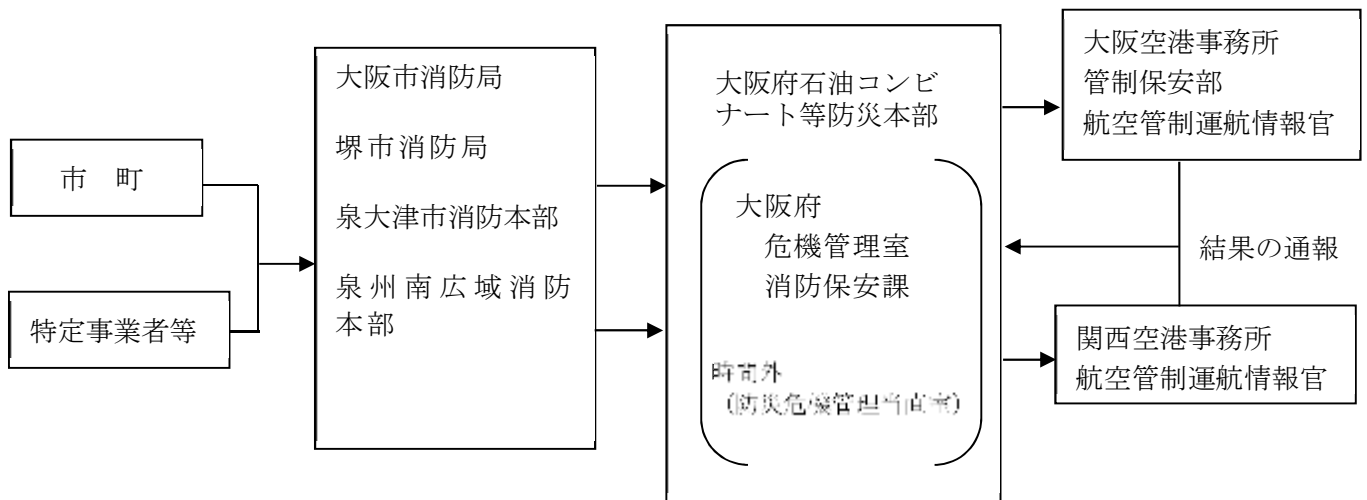 市　町
特定事業者等
大阪市消防局
堺市消防局
泉大津市消防本部
泉州南広域消防
本部
大阪府石油コンビ
ナート等防災本部
大阪府
危機管理室
消防保安課
時間外
（防災危機管理当直室）
大阪空港事務所
管制保安部
航空管制運航情報官
結果の通報
関西空港事務所
航空管制運航情報官